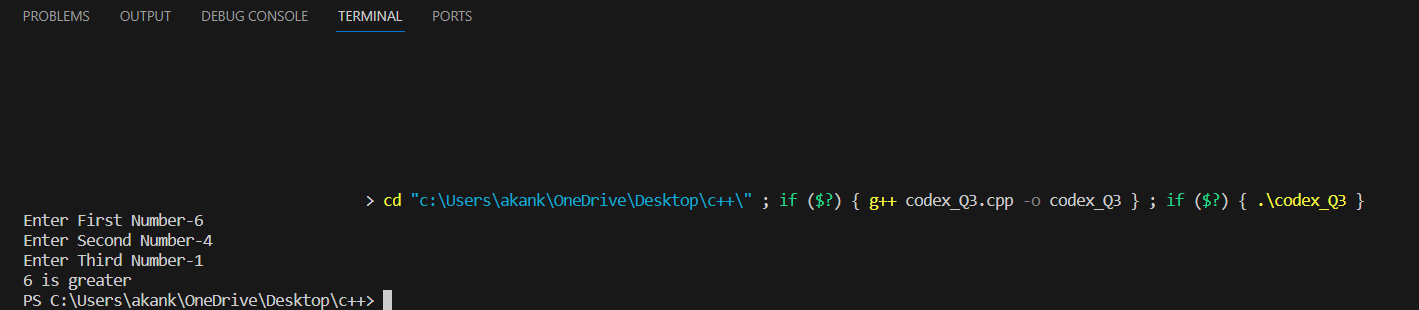 PROBLEMS OUTPUT DEBUG CONSOLE TERMINAL PORTS
> cd "c:\Users\akank\OneDrive\Desktop\c++\" ; if ($?) { g++ codex_Q3.cpp -o codex_Q3 } ; if ($?) { .\codex_Q3 }
Enter First Number-6
Enter Second Number-4
Enter Third Number-1
6 is greater
PS C:\Users\akank\OneDrive\Desktop\c++>